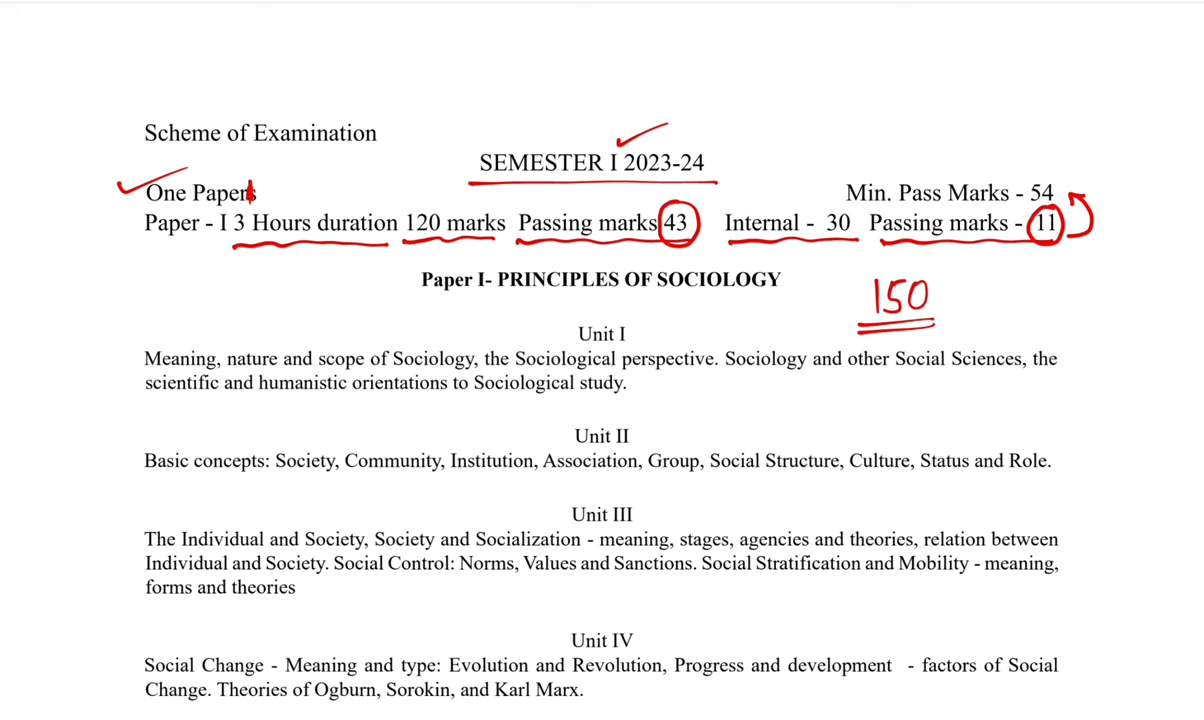 Scheme of Examination
SEMESTER I 2023-24
One Papers
Min. Pass Marks - 54
Paper - I 3 Hours duration 120 marks Passing marks 43 Internal - 30 Passing marks - 11
Paper I- PRINCIPLES OF SOCIOLOGY
150
Unit I
Meaning, nature and scope of Sociology, the Sociological perspective. Sociology and other Social Sciences, the
scientific and humanistic orientations to Sociological study.
Unit II
Basic concepts: Society, Community, Institution, Association, Group, Social Structure, Culture, Status and Role.
Unit III
The Individual and Society, Society and Socialization - meaning, stages, agencies and theories, relation between
Individual and Society. Social Control: Norms, Values and Sanctions. Social Stratification and Mobility - meaning,
forms and theories
Unit IV
Social Change - Meaning and type: Evolution and Revolution, Progress and development - factors of Social
Change. Theories of Ogburn, Sorokin, and Karl Marx.